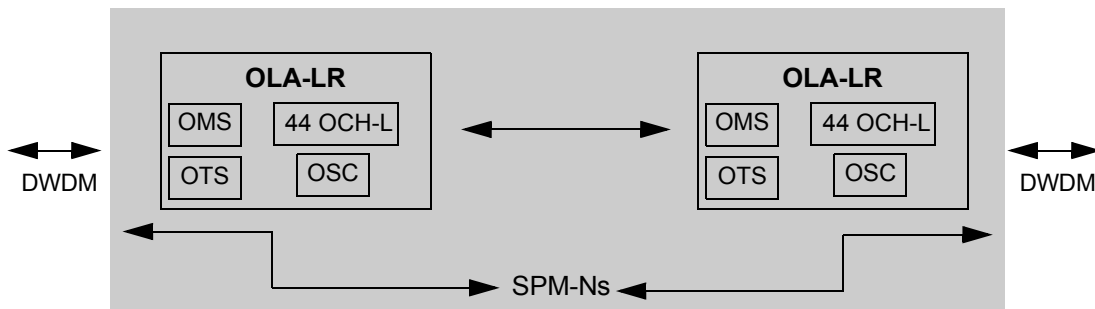 OLA-LR
OMS
44 OCH-L
OTS
OSC
OLA-LR
OMS
44 OCH-L
OTS
OSC
DWDM
DWDM
SPM-Ns